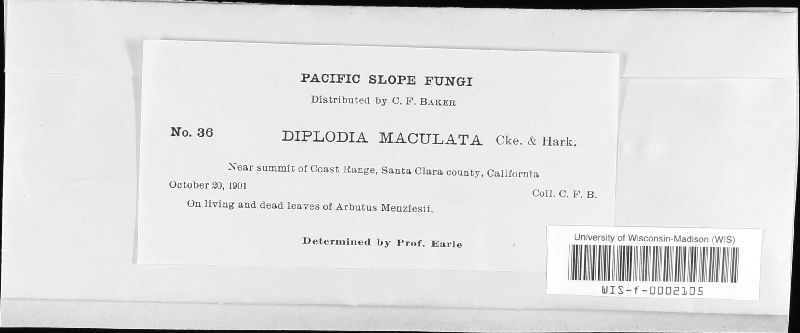 PACIFIC SLOPE FUNGI
Distributed by C. F. BAKER
No. 36 DIPLODIA MACULATA Cke. & Hark.
Near summit of Coast Range, Santa Clara county, California
October 20, 1901
Coll. C. F. B.
On living and dead leaves of Arbutus Menziesii.
Determined by Prof. Earle
University of Wisconsin-Madison (WIS)
WIS-f-0002105